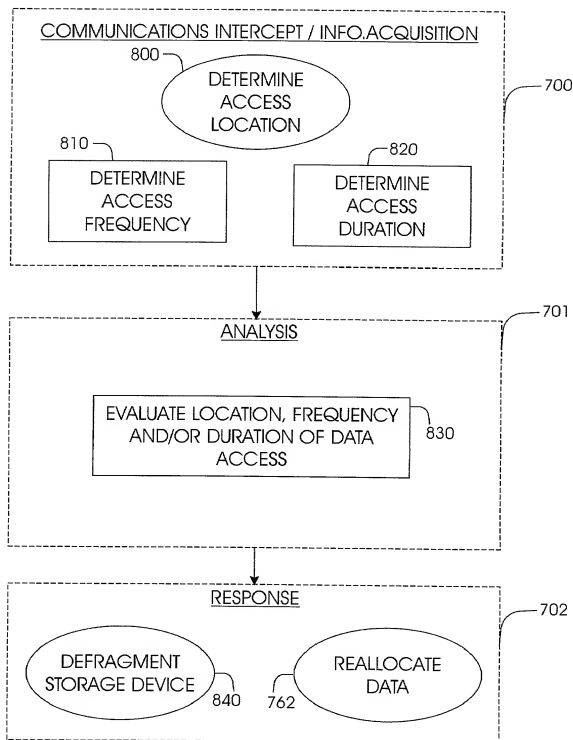 COMMUNICATIONS INTERCEPT / INFO.ACQUISITION
800
DETERMINE
ACCESS
LOCATION
700
810
DETERMINE
ACCESS
FREQUENCY
820
DETERMINE
ACCESS
DURATION
ANALYSIS
701
EVALUATE LOCATION, FREQUENCY
AND/OR DURATION OF DATA
ACCESS
830
RESPONSE
702
DEFRAGMENT
STORAGE DEVICE
840
762
REALLOCATE
DATA